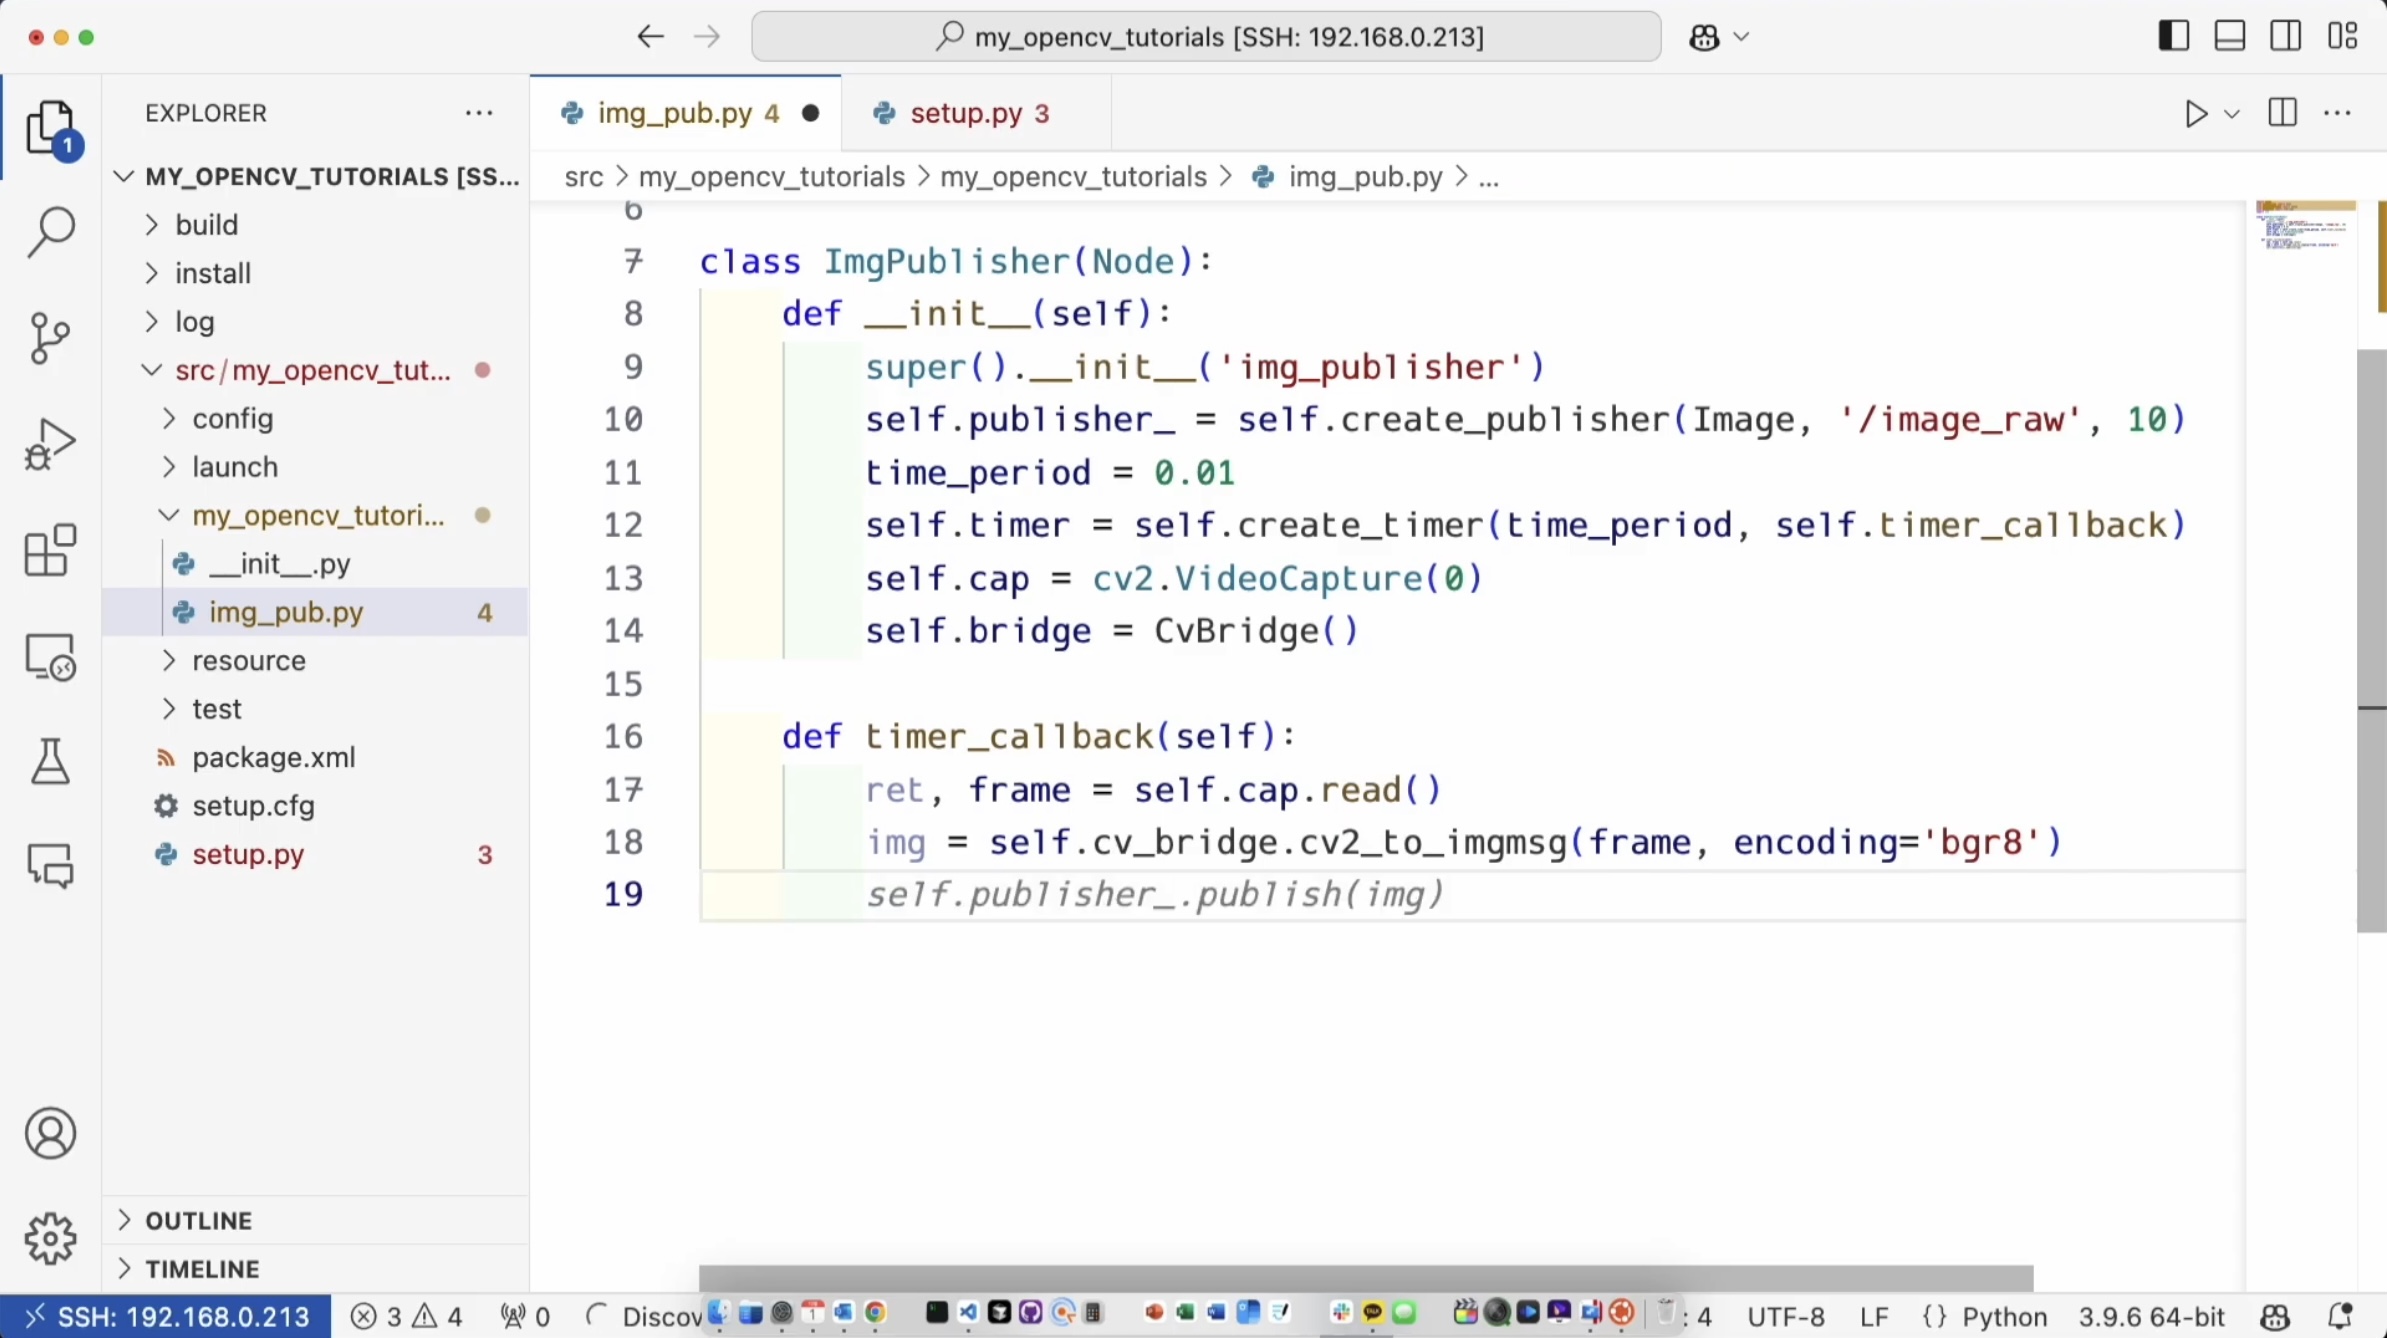 my_opencv_tutorials [SSH: 192.168.0.213]
EXPLORER
1
MY_OPENCV_TUTORIALS [SS...
build
install
log
src/my_opencv_tut...
config
launch
my_opencv_tutori...
__init__.py
img_pub.py 4
resource
test
package.xml
setup.cfg
setup.py 3
OUTLINE
TIMELINE
img_pub.py 4
setup.py 3
src > my_opencv_tutorials > my_opencv_tutorials > img_pub.py > ...
6
7 class ImgPublisher(Node):
8 def __init__(self):
9 super().__init__('img_publisher')
10 self.publisher_ = self.create_publisher(Image, '/image_raw', 10)
11 time_period = 0.01
12 self.timer = self.create_timer(time_period, self.timer_callback)
13 self.cap = cv2.VideoCapture(0)
14 self.bridge = CvBridge()
15
16 def timer_callback(self):
17 ret, frame = self.cap.read()
18 img = self.cv_bridge.cv2_to_imgmsg(frame, encoding='bgr8')
19 self.publisher_.publish(img)
SSH: 192.168.0.213 3 4 0 Discov : 4 UTF-8 LF {} Python 3.9.6 64-bit